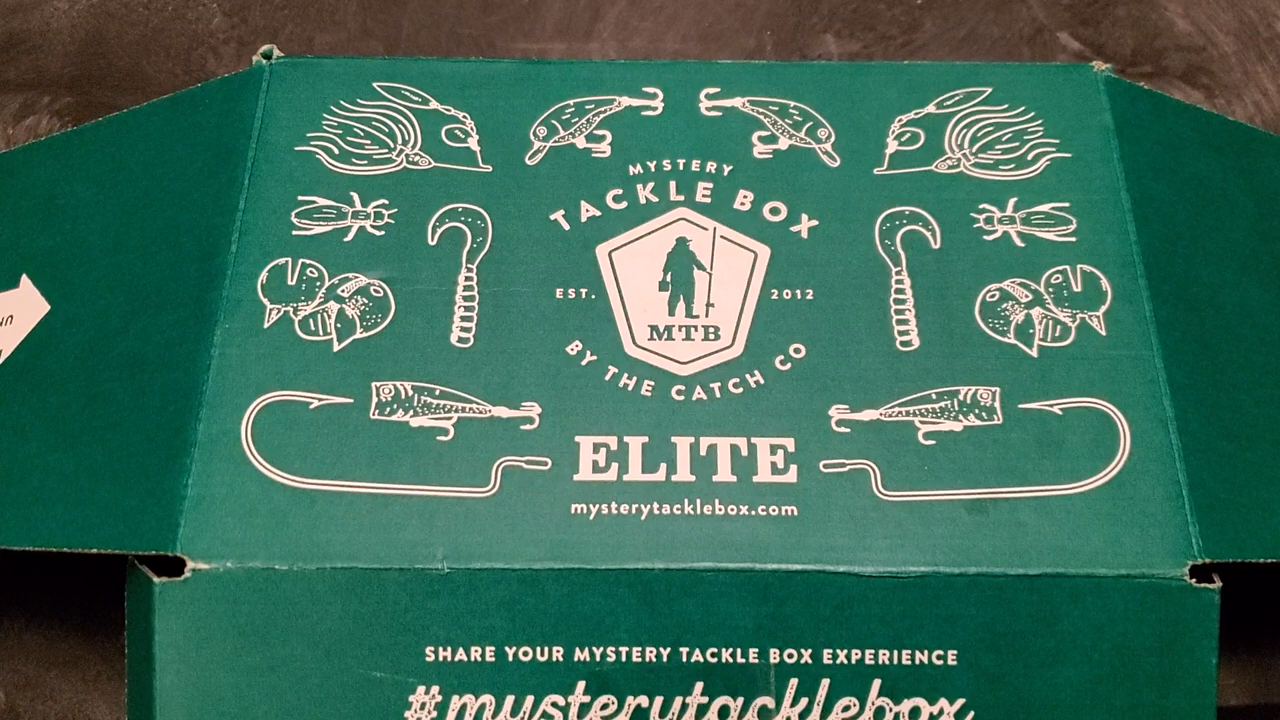 MYSTERY
TACKLE BOX
EST. 2012
MTB
BY THE CATCH CO
ELITE
mysterytacklebox.com
SHARE YOUR MYSTERY TACKLE BOX EXPERIENCE
#mysterytacklebox